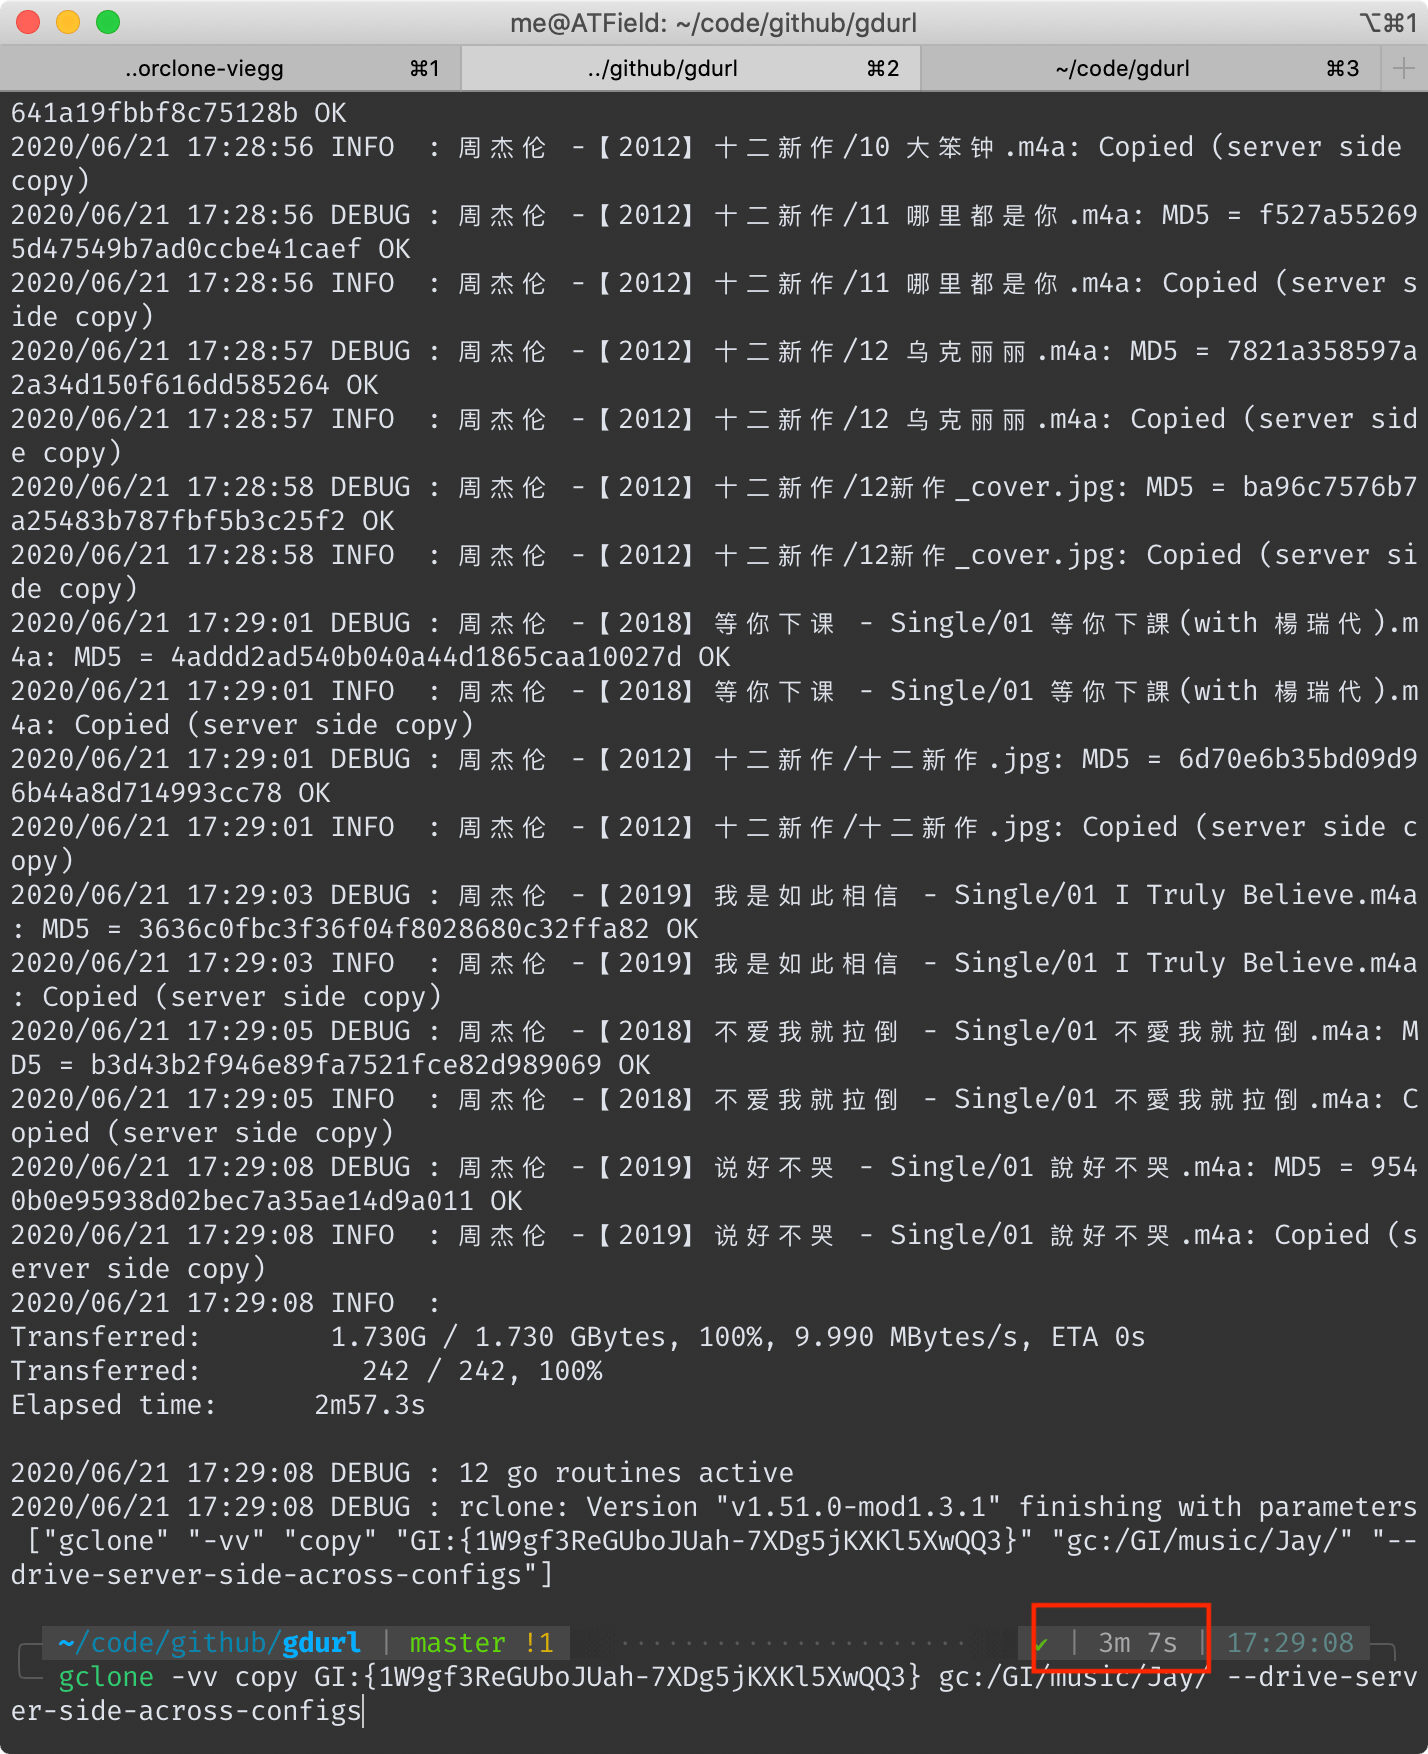 me@ATField: ~/code/github/gdurl ⌥⌘1
..orclone-viegg ⌘1 ../github/gdurl ⌘2 ~/code/gdurl ⌘3 +
641a19fbbf8c75128b OK
2020/06/21 17:28:56 INFO  : 周杰伦 -【2012】十二新作/10 大笨钟.m4a: Copied (server side
copy)
2020/06/21 17:28:56 DEBUG : 周杰伦 -【2012】十二新作/11 哪里都是你.m4a: MD5 = f527a55269
5d47549b7ad0ccbe41caef OK
2020/06/21 17:28:56 INFO  : 周杰伦 -【2012】十二新作/11 哪里都是你.m4a: Copied (server s
ide copy)
2020/06/21 17:28:57 DEBUG : 周杰伦 -【2012】十二新作/12 乌克丽丽.m4a: MD5 = 7821a358597a
2a34d150f616dd585264 OK
2020/06/21 17:28:57 INFO  : 周杰伦 -【2012】十二新作/12 乌克丽丽.m4a: Copied (server sid
e copy)
2020/06/21 17:28:58 DEBUG : 周杰伦 -【2012】十二新作/12新作_cover.jpg: MD5 = ba96c7576b7
a25483b787fbf5b3c25f2 OK
2020/06/21 17:28:58 INFO  : 周杰伦 -【2012】十二新作/12新作_cover.jpg: Copied (server si
de copy)
2020/06/21 17:29:01 DEBUG : 周杰伦 -【2018】等你下课 - Single/01 等你下課(with 楊瑞代).m
4a: MD5 = 4addd2ad540b040a44d1865caa10027d OK
2020/06/21 17:29:01 INFO  : 周杰伦 -【2018】等你下课 - Single/01 等你下課(with 楊瑞代).m
4a: Copied (server side copy)
2020/06/21 17:29:01 DEBUG : 周杰伦 -【2012】十二新作/十二新作.jpg: MD5 = 6d70e6b35bd09d9
6b44a8d714993cc78 OK
2020/06/21 17:29:01 INFO  : 周杰伦 -【2012】十二新作/十二新作.jpg: Copied (server side c
opy)
2020/06/21 17:29:03 DEBUG : 周杰伦 -【2019】我是如此相信 - Single/01 I Truly Believe.m4a
: MD5 = 3636c0fbc3f36f04f8028680c32ffa82 OK
2020/06/21 17:29:03 INFO  : 周杰伦 -【2019】我是如此相信 - Single/01 I Truly Believe.m4a
: Copied (server side copy)
2020/06/21 17:29:05 DEBUG : 周杰伦 -【2018】不爱我就拉倒 - Single/01 不愛我就拉倒.m4a: M
D5 = b3d43b2f946e89fa7521fce82d989069 OK
2020/06/21 17:29:05 INFO  : 周杰伦 -【2018】不爱我就拉倒 - Single/01 不愛我就拉倒.m4a: C
opied (server side copy)
2020/06/21 17:29:08 DEBUG : 周杰伦 -【2019】说好不哭 - Single/01 說好不哭.m4a: MD5 = 954
0b0e95938d02bec7a35ae14d9a011 OK
2020/06/21 17:29:08 INFO  : 周杰伦 -【2019】说好不哭 - Single/01 說好不哭.m4a: Copied (s
erver side copy)
2020/06/21 17:29:08 INFO  :
Transferred:        1.730G / 1.730 GBytes, 100%, 9.990 MBytes/s, ETA 0s
Transferred:          242 / 242, 100%
Elapsed time:      2m57.3s
2020/06/21 17:29:08 DEBUG : 12 go routines active
2020/06/21 17:29:08 DEBUG : rclone: Version "v1.51.0-mod1.3.1" finishing with parameters
["gclone" "-vv" "copy" "GI:{1W9gf3ReGUboJUah-7XDg5jKXKl5XwQQ3}" "gc:/GI/music/Jay/" "--
drive-server-side-across-configs"]
~/code/github/gdurl | master !1 ✔ | 3m 7s | 17:29:08
gclone -vv copy GI:{1W9gf3ReGUboJUah-7XDg5jKXKl5XwQQ3} gc:/GI/music/Jay/ --drive-serv
er-side-across-configs